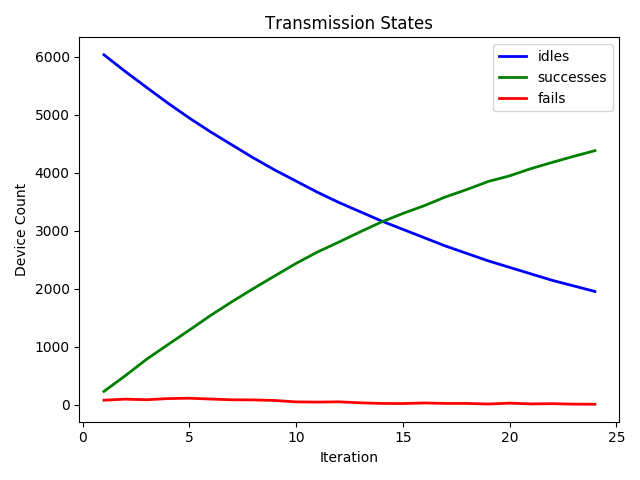 Transmission States
idles
successes
fails
Device Count
6000
5000
4000
3000
2000
1000
0
0 5 10 15 20 25
Iteration